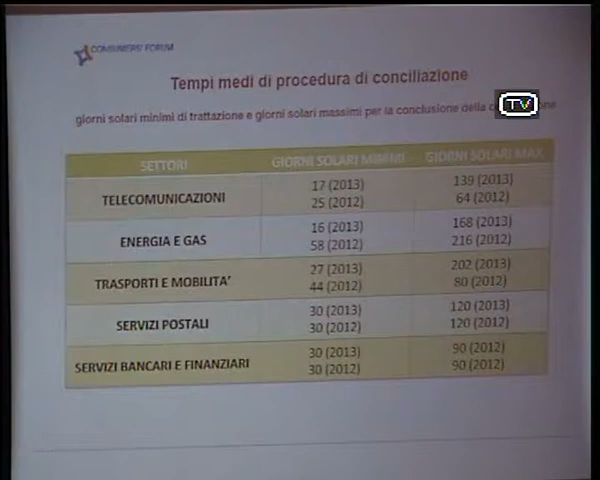 CONSUMERS' FORUM
Tempi medi di procedura di conciliazione
giorni solari minimi di trattazione e giorni solari massimi per la conclusione della
TV
SETTORI GIORNI SOLARI MINIMI GIORNI SOLARI MAX
TELECOMUNICAZIONI 17 (2013) 139 (2013)
25 (2012) 64 (2012)
ENERGIA E GAS 16 (2013) 168 (2013)
58 (2012) 216 (2012)
TRASPORTI E MOBILITA' 27 (2013) 202 (2013)
44 (2012) 80 (2012)
SERVIZI POSTALI 30 (2013) 120 (2013)
30 (2012) 120 (2012)
SERVIZI BANCARI E FINANZIARI 30 (2013) 90 (2012)
30 (2012) 90 (2012)